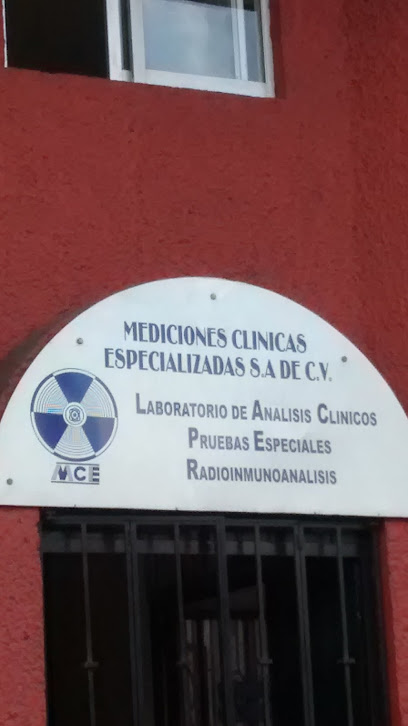 MEDICIONES CLINICAS
ESPECIALIZADAS S.A DE C.V.
LABORATORIO DE ANALISIS CLINICOS
PRUEBAS ESPECIALES
RADIOINMUNOANALISIS
MCE